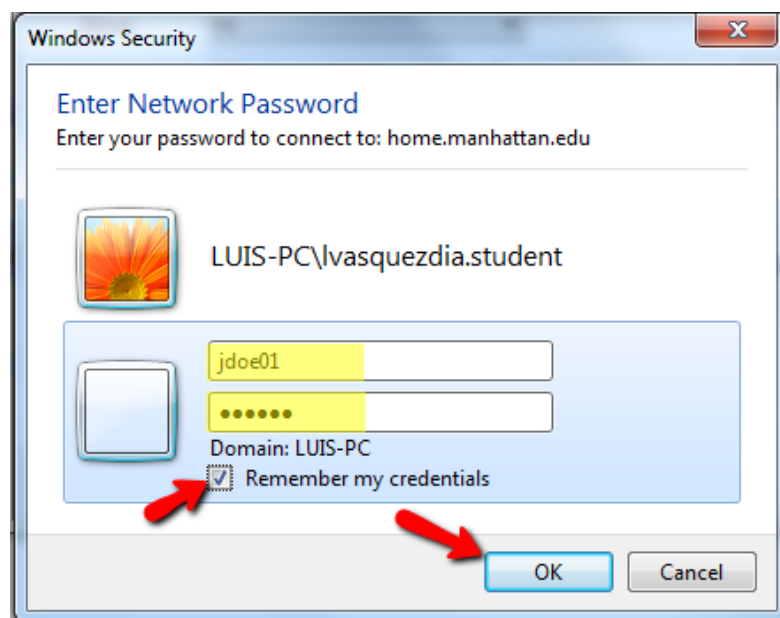 Windows Security
Enter Network Password
Enter your password to connect to: home.manhattan.edu
LUIS-PC\lvasquezdia.student
jdoe01
●●●●●●
Domain: LUIS-PC
Remember my credentials
OK
Cancel